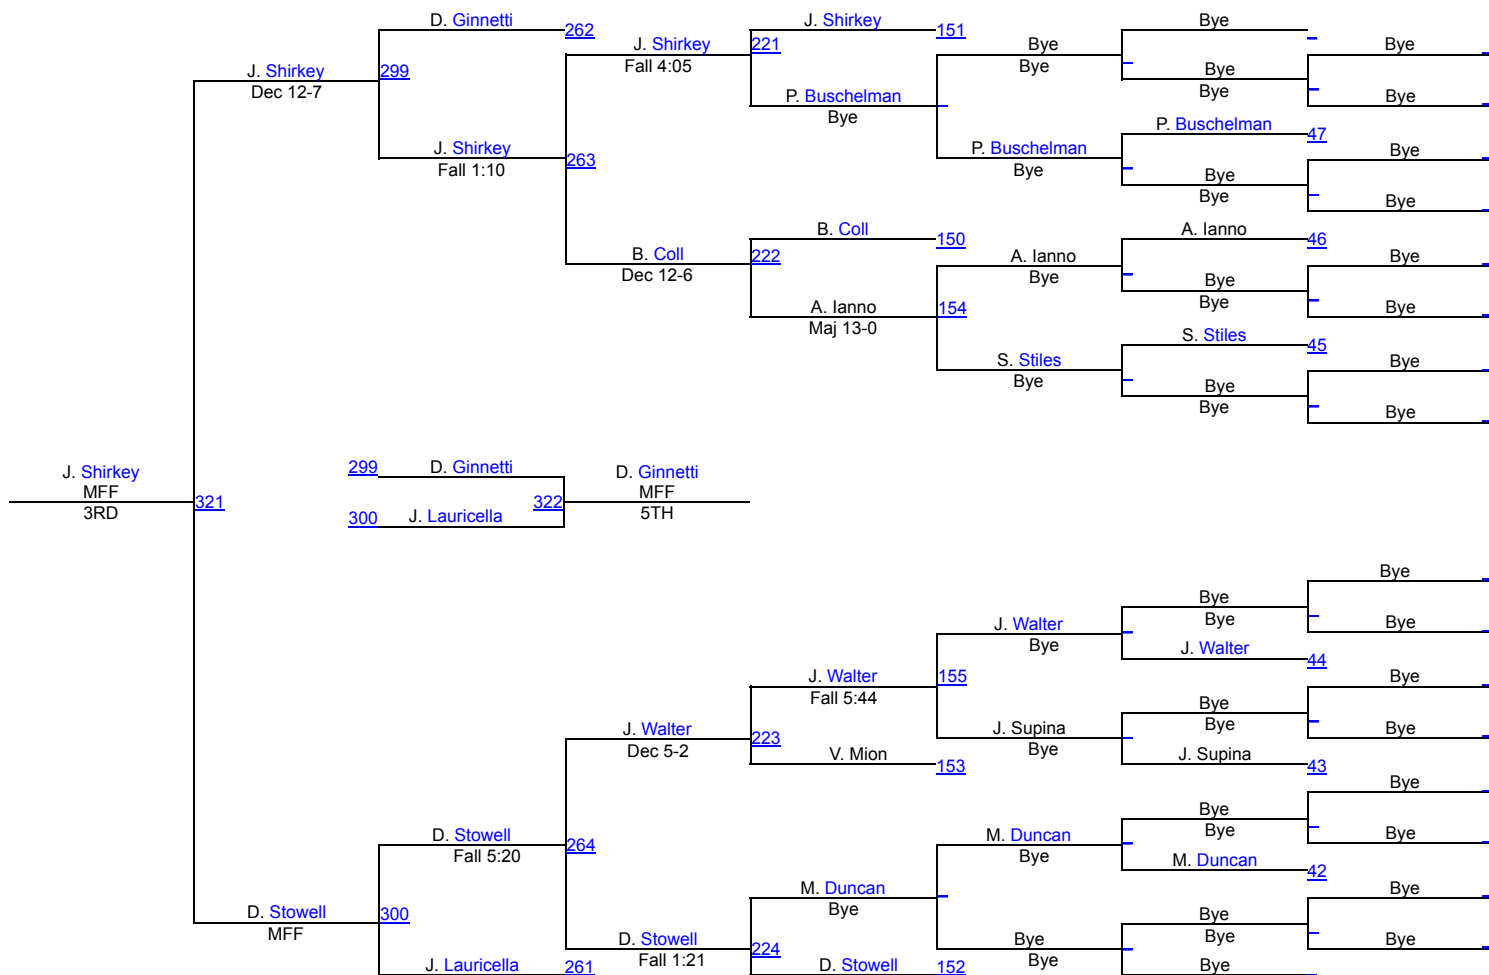 D. Ginnetti
262
J. Shirkey
151
Bye
J. Shirkey
221
Bye
Bye
J. Shirkey
299
Fall 4:05
Bye
Bye
Dec 12-7
P. Buschelman
Bye
Bye
Bye
P. Buschelman
47
J. Shirkey
263
P. Buschelman
Bye
Fall 1:10
Bye
Bye
Bye
Bye
B. Coll
150
A. Ianno
46
B. Coll
222
A. Ianno
Bye
Dec 12-6
Bye
Bye
Bye
A. Ianno
154
Bye
Maj 13-0
S. Stiles
45
S. Stiles
Bye
Bye
Bye
Bye
Bye
J. Shirkey
299
D. Ginnetti
D. Ginnetti
MFF
321
322
MFF
3RD
300
J. Lauricella
5TH
Bye
Bye
J. Walter
Bye
Bye
Bye
J. Walter
44
J. Walter
155
Bye
Fall 5:44
Bye
J. Walter
223
J. Supina
Bye
Bye
Dec 5-2
V. Mion
153
Bye
J. Supina
43
Bye
Bye
D. Stowell
264
M. Duncan
Bye
Bye
Fall 5:20
Bye
M. Duncan
42
M. Duncan
Bye
D. Stowell
300
Bye
Bye
MFF
D. Stowell
224
Bye
Bye
Bye
Fall 1:21
Bye
J. Lauricella
261
D. Stowell
152
Bye